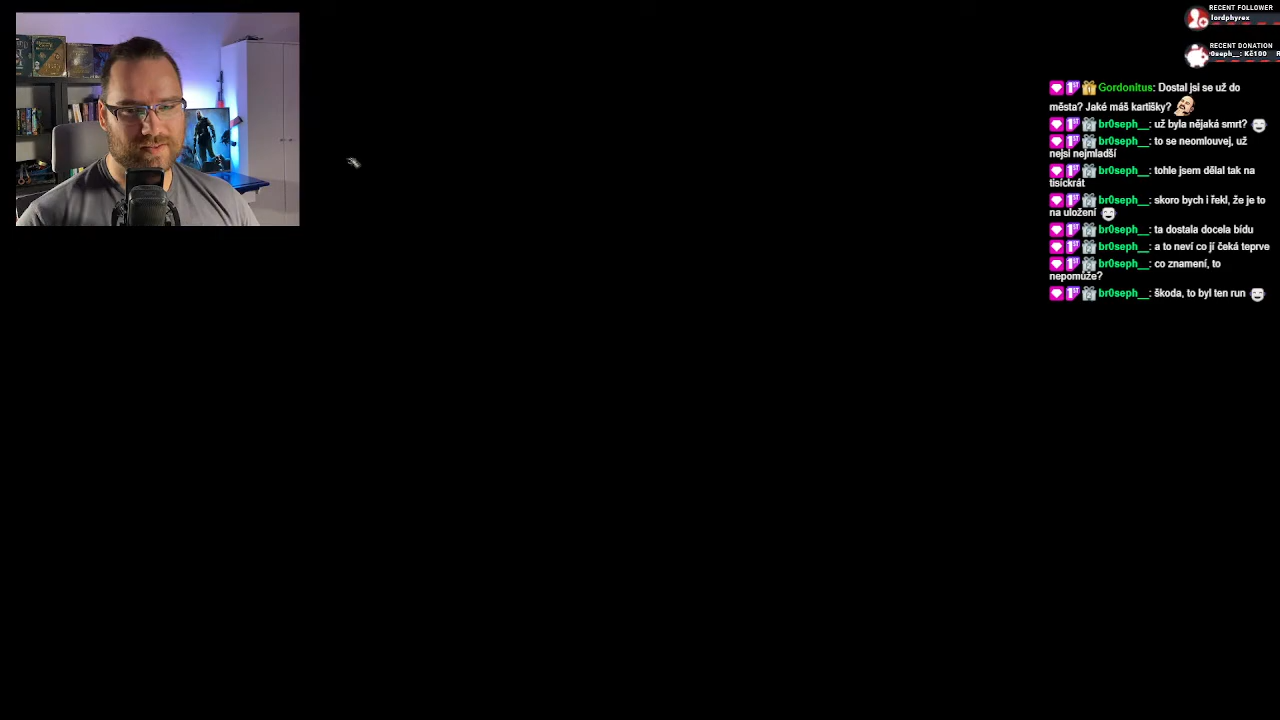 RECENT FOLLOWER
lordphyrex
RECENT DONATION
0seph__: Kč100 R
Gordonitus: Dostal jsi se už do
města? Jaké máš kartišky?
br0seph__: už byla nějaká smrt?
br0seph__: to se neomlouvej, už
nejsi nejmladší
br0seph__: tohle jsem dělal tak na
tisíckrát
br0seph__: skoro bych i řekl, že je to
na uložení
br0seph__: ta dostala docela bídu
br0seph__: a to neví co jí čeká teprve
br0seph__: co znamení, to
nepomůže?
br0seph__: škoda, to byl ten run